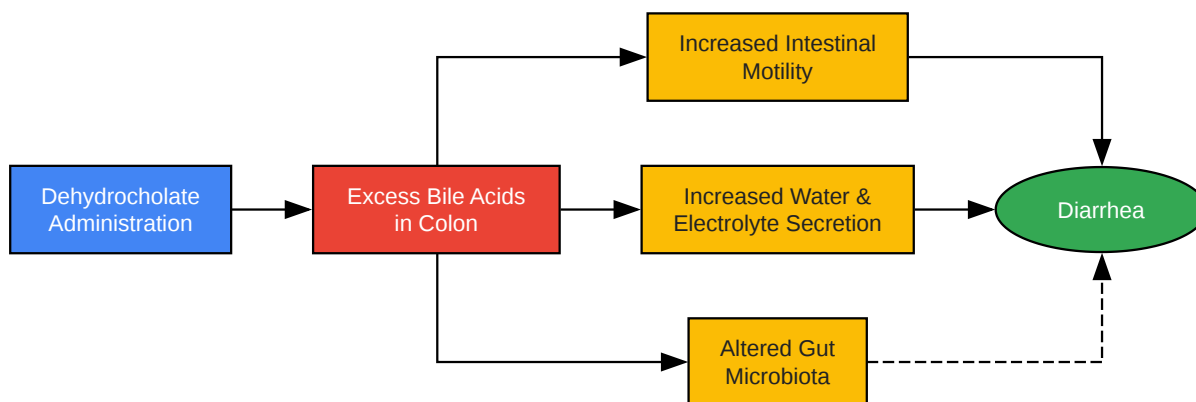 Increased Intestinal
Motility
Dehydrocholate
Administration
Excess Bile Acids
in Colon
Increased Water &
Electrolyte Secretion
Diarrhea
Altered Gut
Microbiota